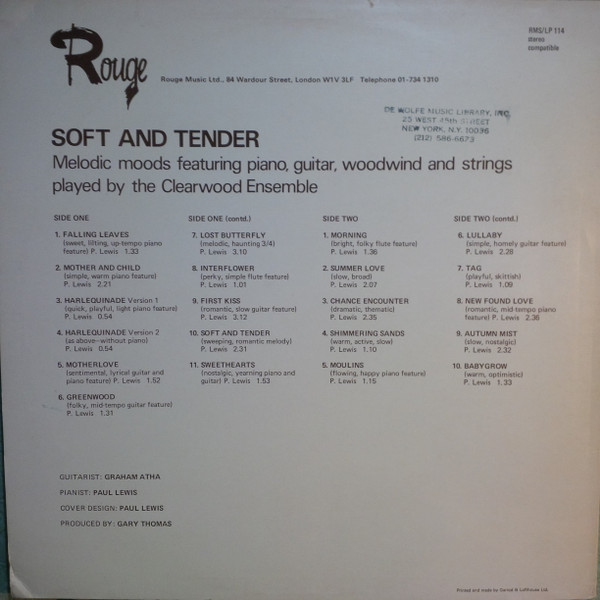 Rouge
Rouge Music Ltd., 84 Wardour Street, London W1V 3LF Telephone 01-734 1310
RMS/LP 114
stereo
compatible
DE WOLFE MUSIC LIBRARY, INC.
25 WEST 45th STREET
NEW YORK, N.Y. 10036
(212) 586-6673
SOFT AND TENDER
Melodic moods featuring piano, guitar, woodwind and strings
played by the Clearwood Ensemble
SIDE ONE
1. FALLING LEAVES
(sweet, lilting, up-tempo piano
feature) P. Lewis 1.33
2. MOTHER AND CHILD
(simple, warm piano feature)
P. Lewis 2.21
3. HARLEQUINADE Version 1
(quick, playful, light piano feature)
P. Lewis 0.54
4. HARLEQUINADE Version 2
(as above—without piano)
P. Lewis 0.54
5. MOTHERLOVE
(sentimental, lyrical guitar and
piano feature) P. Lewis 1.52
6. GREENWOOD
(folky, mid-tempo guitar feature)
P. Lewis 1.31
SIDE ONE (contd.)
7. LOST BUTTERFLY
(melodic, haunting 3/4)
P. Lewis 3.10
8. INTERFLOWER
(perky, simple flute feature)
P. Lewis 1.01
9. FIRST KISS
(romantic, slow guitar feature)
P. Lewis 3.12
10. SOFT AND TENDER
(sweeping, romantic melody)
P. Lewis 2.31
11. SWEETHEARTS
(nostalgic, yearning piano and
guitar) P. Lewis 1.53
SIDE TWO
1. MORNING
(bright, folky flute feature)
P. Lewis 1.36
2. SUMMER LOVE
(slow, broad)
P. Lewis 2.07
3. CHANCE ENCOUNTER
(dramatic, thematic)
P. Lewis 2.35
4. SHIMMERING SANDS
(warm, active, slow)
P. Lewis 1.10
5. MOULINS
(flowing, happy piano feature)
P. Lewis 1.15
SIDE TWO (contd.)
6. LULLABY
(simple, homely guitar feature)
P. Lewis 2.28
7. TAG
(playful, skittish)
P. Lewis 1.09
8. NEW FOUND LOVE
(romantic, mid-tempo piano
feature) P. Lewis 2.36
9. AUTUMN MIST
(slow, nostalgic)
P. Lewis 2.32
10. BABYGROW
(warm, optimistic)
P. Lewis 1.33
GUITARIST: GRAHAM ATHA
PIANIST: PAUL LEWIS
COVER DESIGN: PAUL LEWIS
PRODUCED BY: GARY THOMAS
Printed and made by Garrod & Lofthouse Ltd.